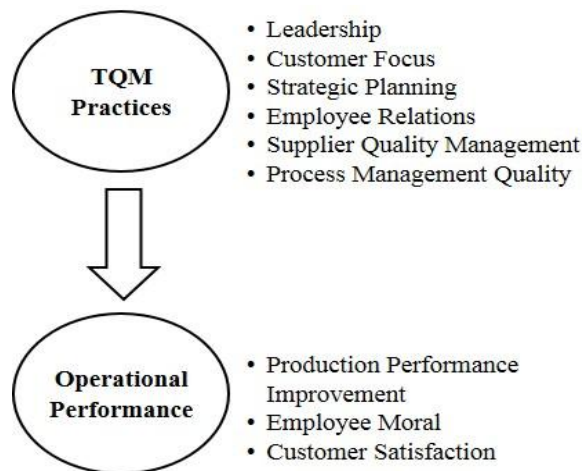 TQM
Practices
• Leadership
• Customer Focus
• Strategic Planning
• Employee Relations
• Supplier Quality Management
• Process Management Quality
Operational
Performance
• Production Performance
Improvement
• Employee Moral
• Customer Satisfaction